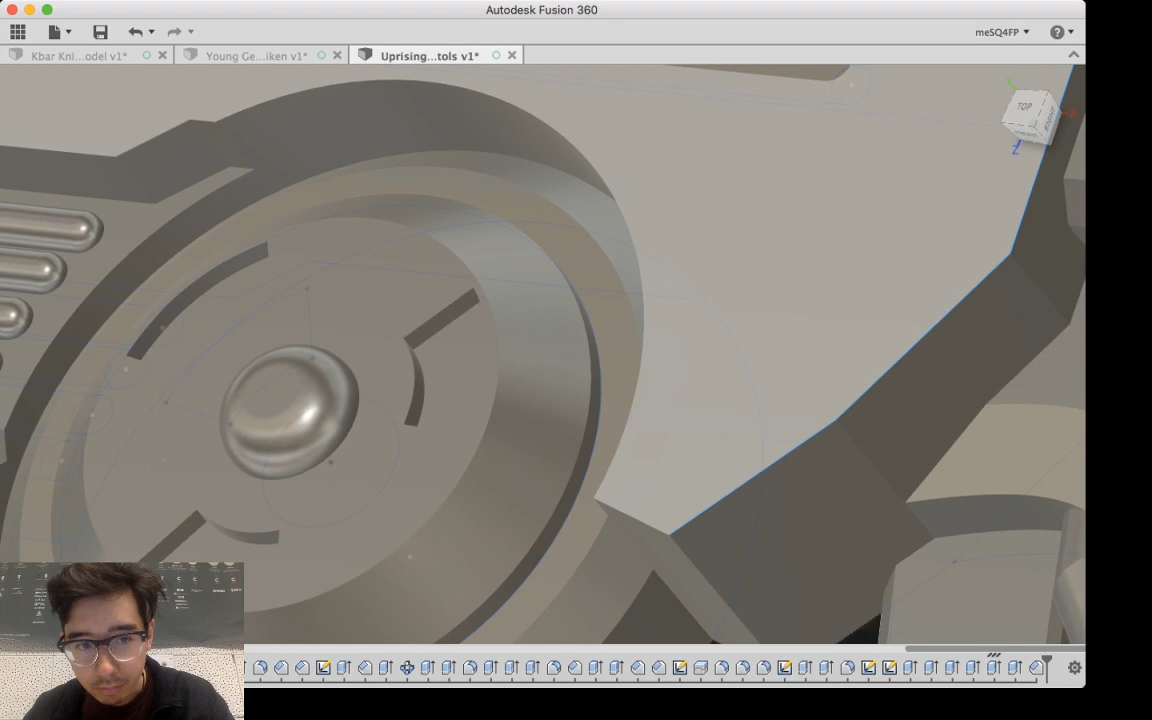 Autodesk Fusion 360
meSQ4FP
Kbar Kni...odel v1*
Young Ge...iken v1*
Uprising...tols v1*
TOP
RIGHT
Z